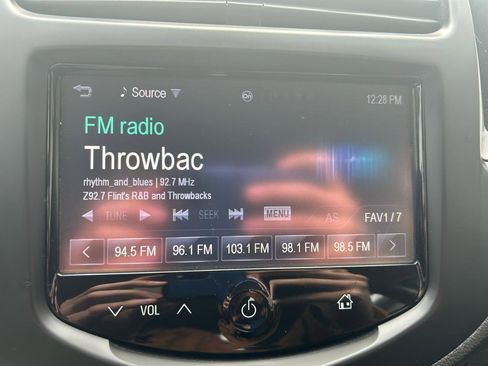 ♪ Source ▼ 12:28 PM
FM radio
Throwbac
rhythm_and_blues | 92.7 MHz
Z92.7 Flint's R&B and Throwbacks
TUNE SEEK MENU AS FAV1 / 7
94.5 FM 96.1 FM 103.1 FM 98.1 FM 98.5 FM
VOL